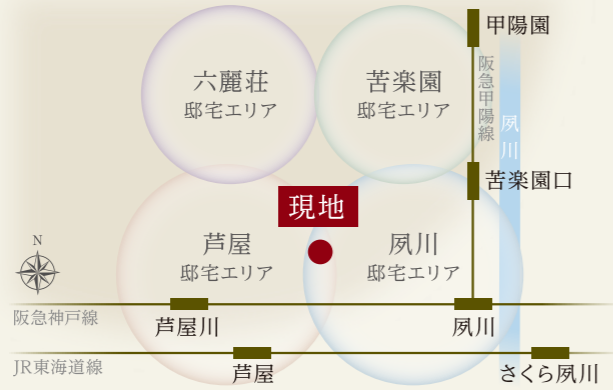 甲陽園
六麗荘
邸宅エリア
苦楽園
邸宅エリア
阪急甲陽線
夙川
苦楽園口
現地
芦屋
邸宅エリア
夙川
邸宅エリア
N
阪急神戸線
芦屋川
夙川
JR東海道線
芦屋
さくら夙川